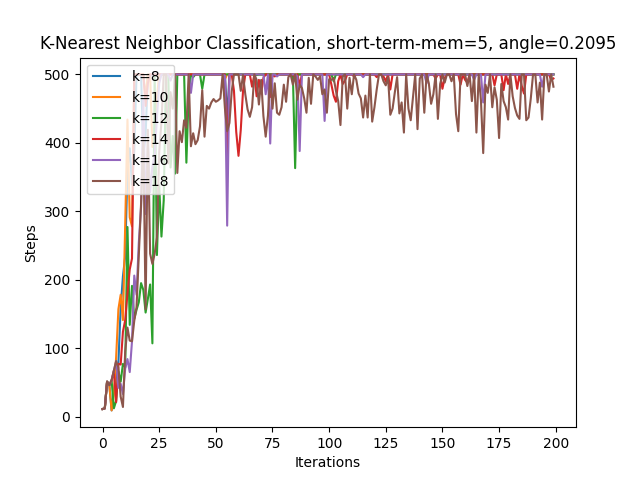 K-Nearest Neighbor Classification, short-term-mem=5, angle=0.2095
500
400
300
200
100
0
Steps
k=8
k=10
k=12
k=14
k=16
k=18
0 25 50 75 100 125 150 175 200
Iterations